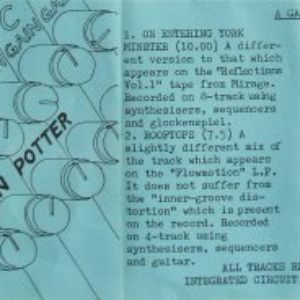 C
GANGAN GA
N POTTER
A GA
1. ON ENTERING YORK
MINSTER (10.00) A differ-
ent version to that which
appears on the "Reflections
Vol.1" tape from Mirage.
Recorded on 8-track using
synthesisers, sequencers
and glockenspiel.
2. ROOFTOPS (7.5) A
slightly different mix of
the track which appears
on the "Flowmotion" L.P.
It does not suffer from
the "inner-groove dis-
tortion" which is present
on the record. Recorded
on 4-track using
synthesisers, sequencers
and guitar.
ALL TRACKS RE
INTEGRATED CIRCUIT